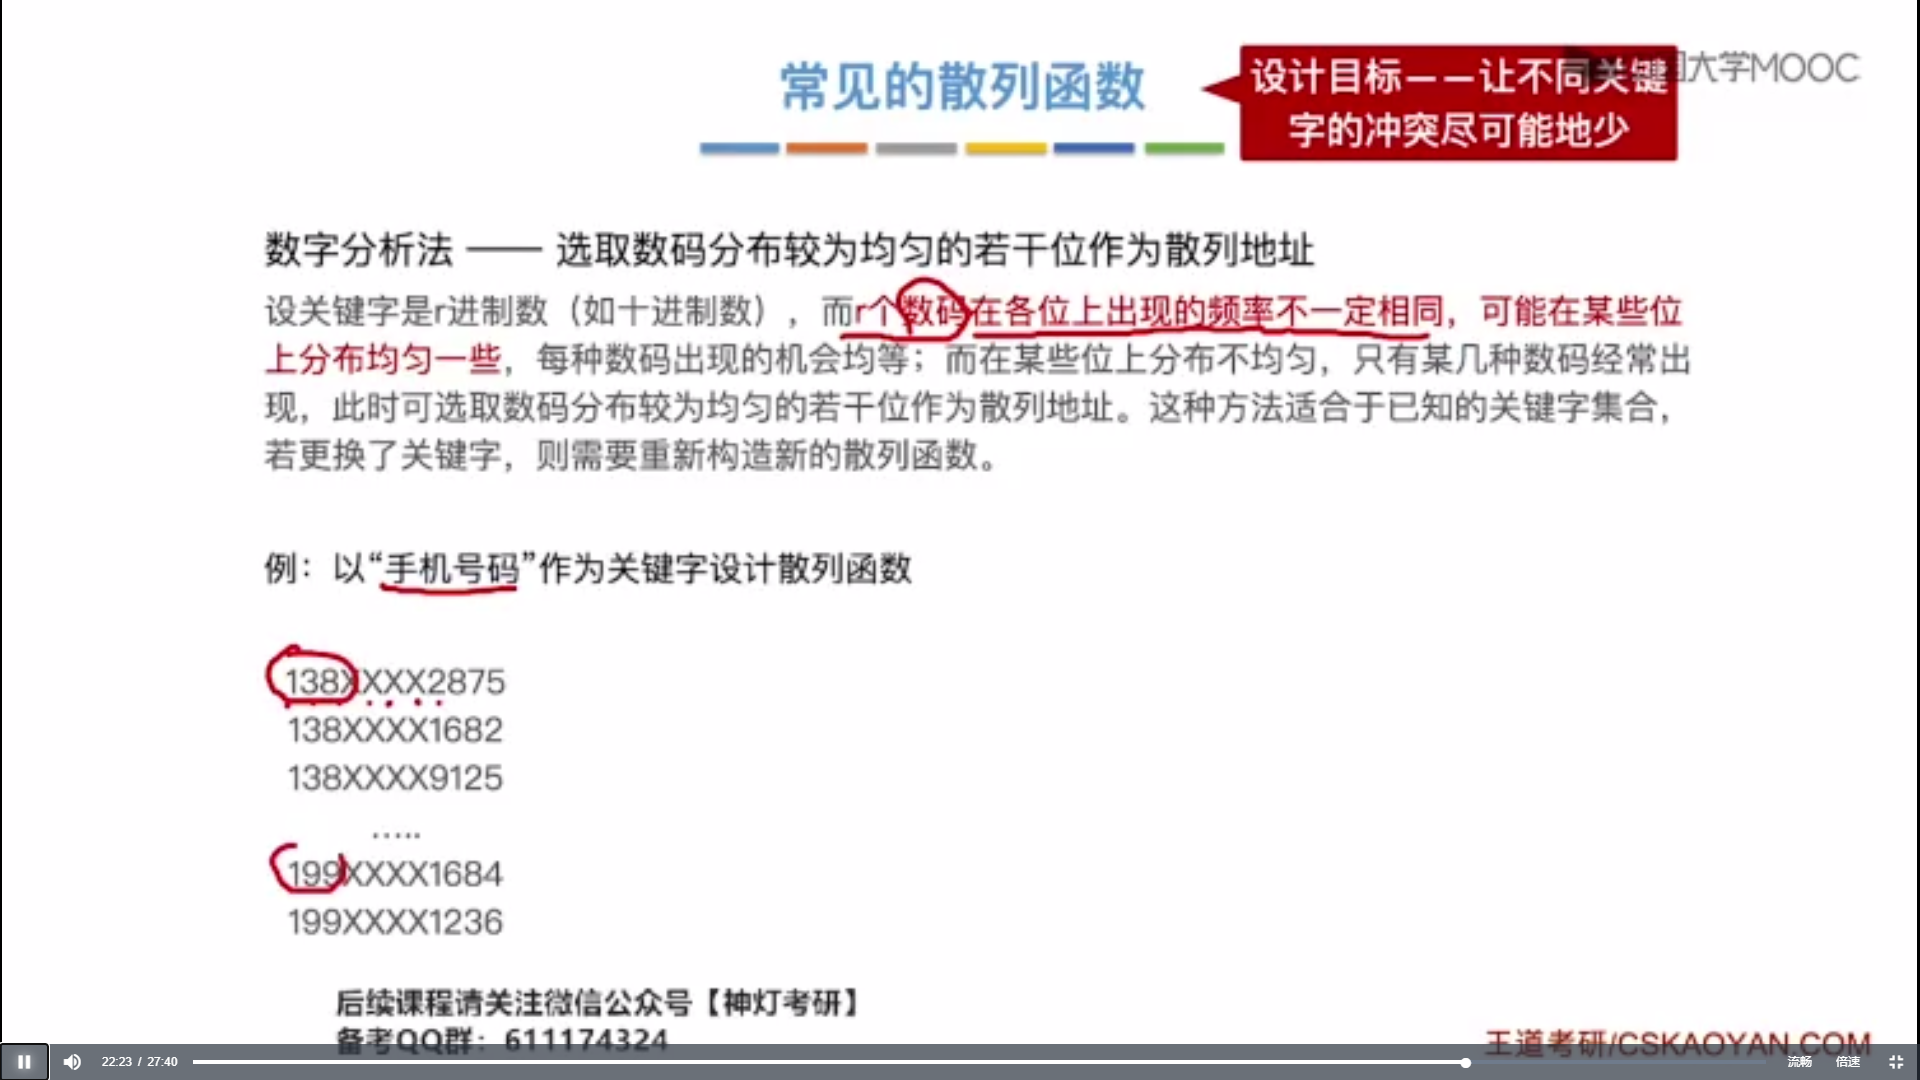 常见的散列函数
设计目标——让不同关键
字的冲突尽可能地少
大学MOOC
数字分析法 —— 选取数码分布较为均匀的若干位作为散列地址
设关键字是r进制数（如十进制数），而r个数码在各位上出现的频率不一定相同，可能在某些位
上分布均匀一些，每种数码出现的机会均等；而在某些位上分布不均匀，只有某几种数码经常出
现，此时可选取数码分布较为均匀的若干位作为散列地址。这种方法适合于已知的关键字集合，
若更换了关键字，则需要重新构造新的散列函数。
例：以“手机号码”作为关键字设计散列函数
138XXXX2875
138XXXX1682
138XXXX9125
.....
199XXXX1684
199XXXX1236
后续课程请关注微信公众号【神灯考研】
备考QQ群：611174324
王道考研/CSKAOYAN.COM
22:23 / 27:40
流畅
倍速